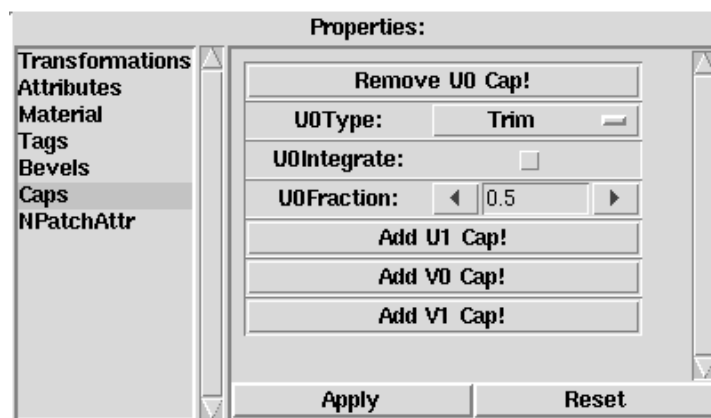 Properties:
Transformations
Attributes
Material
Tags
Bevels
Caps
NPatchAttr
Remove U0 Cap!
U0Type: Trim
U0Integrate:
U0Fraction: 0.5
Add U1 Cap!
Add V0 Cap!
Add V1 Cap!
Apply Reset